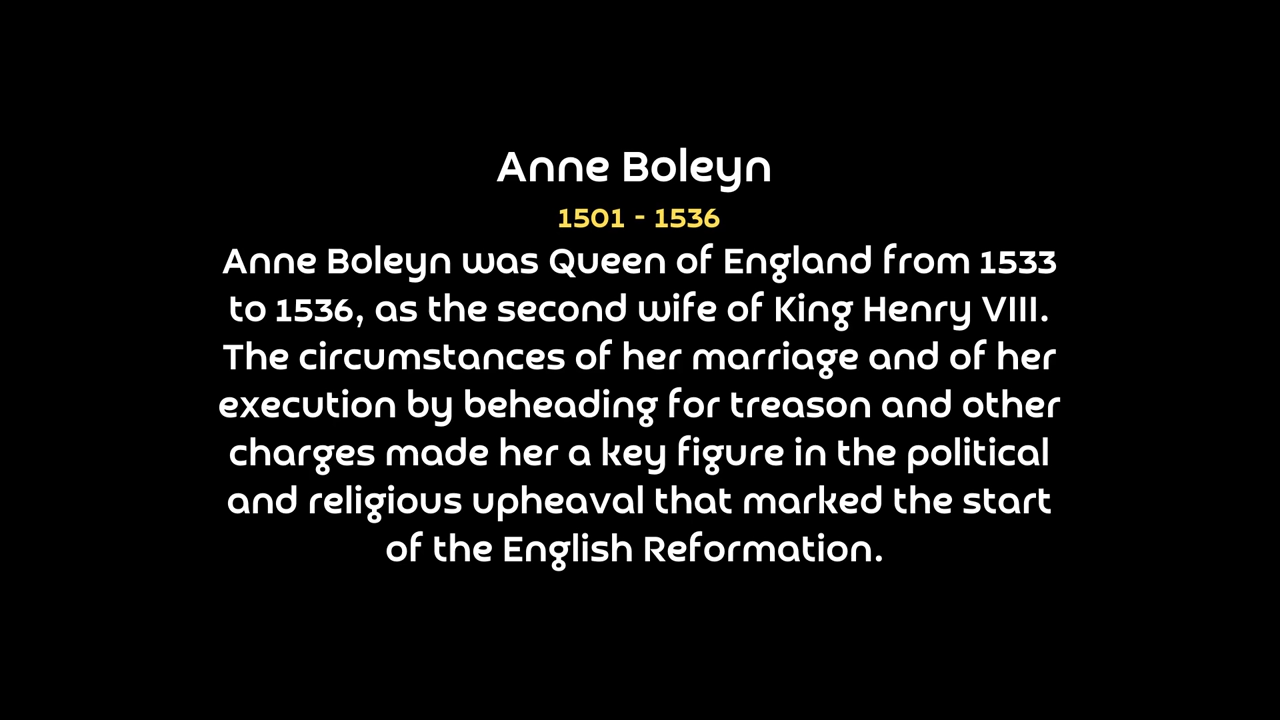 Anne Boleyn
1501 - 1536
Anne Boleyn was Queen of England from 1533
to 1536, as the second wife of King Henry VIII.
The circumstances of her marriage and of her
execution by beheading for treason and other
charges made her a key figure in the political
and religious upheaval that marked the start
of the English Reformation.